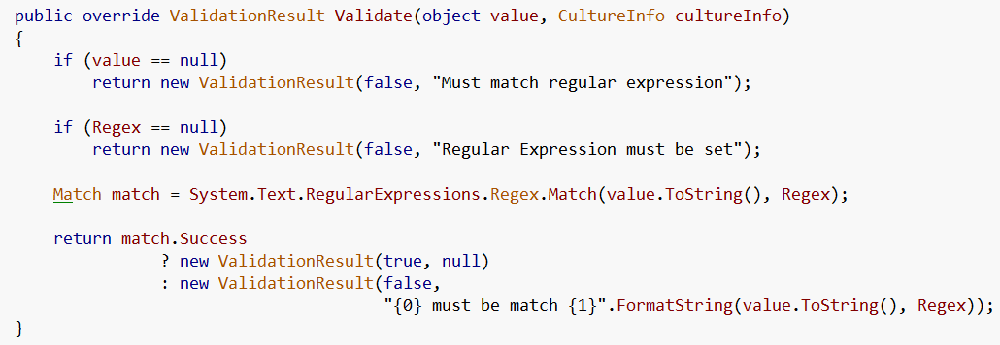 public override ValidationResult Validate(object value, CultureInfo cultureInfo)
{
    if (value == null)
        return new ValidationResult(false, "Must match regular expression");

    if (Regex == null)
        return new ValidationResult(false, "Regular Expression must be set");

    Match match = System.Text.RegularExpressions.Regex.Match(value.ToString(), Regex);

    return match.Success
               ? new ValidationResult(true, null)
               : new ValidationResult(false,
                                      "{0} must be match {1}".FormatString(value.ToString(), Regex));
}